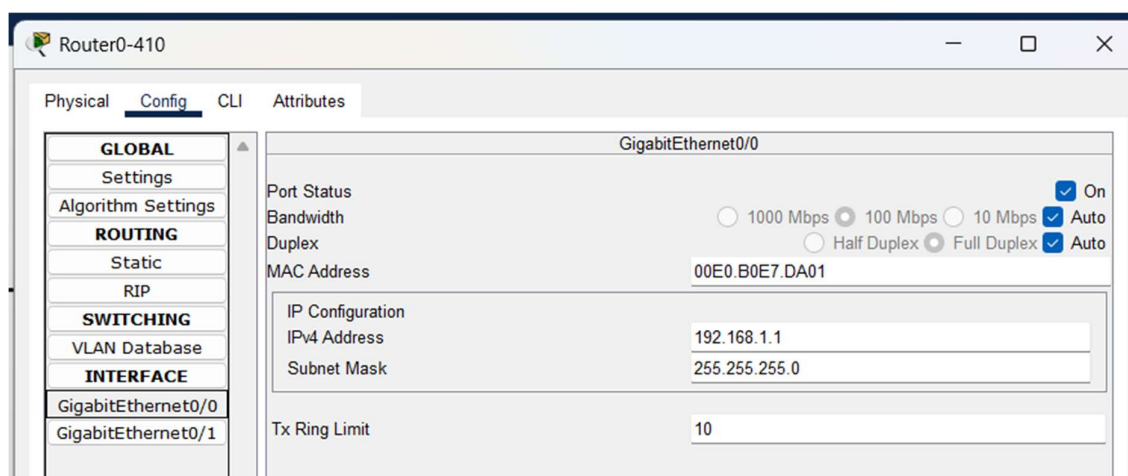 Router0-410
Physical Config CLI Attributes
GLOBAL
Settings
Algorithm Settings
ROUTING
Static
RIP
SWITCHING
VLAN Database
INTERFACE
GigabitEthernet0/0
GigabitEthernet0/1
GigabitEthernet0/0
Port Status On
Bandwidth 1000 Mbps 100 Mbps 10 Mbps Auto
Duplex Half Duplex Full Duplex Auto
MAC Address 00E0.B0E7.DA01
IP Configuration
IPv4 Address 192.168.1.1
Subnet Mask 255.255.255.0
Tx Ring Limit 10